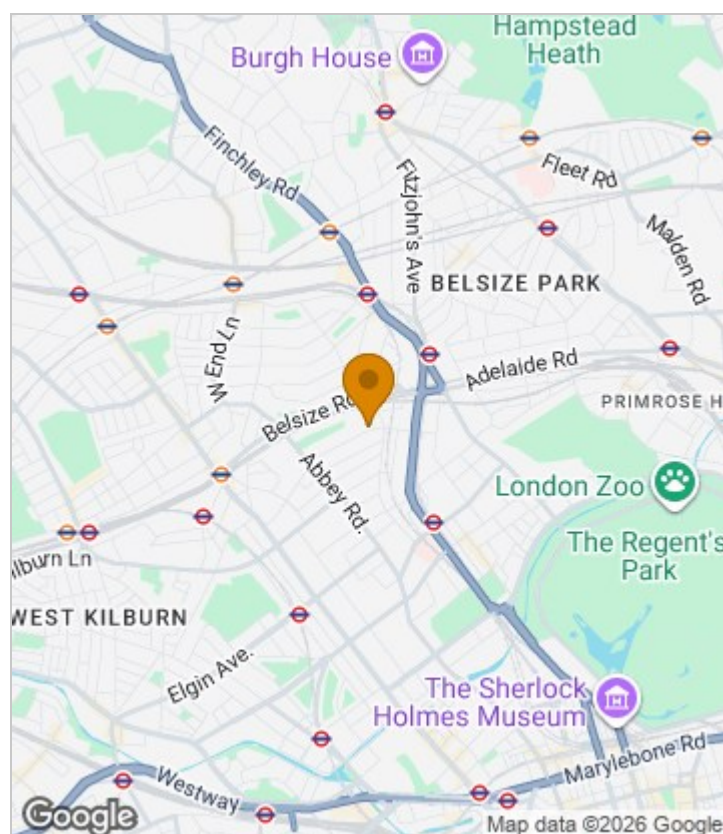 Hampstead
Heath
Burgh House
Finchley Rd
Fitzjohn's Ave
Fleet Rd
Malden Rd
BELSIZE PARK
W End Ln
Adelaide Rd
Belsize Rd
PRIMROSE H
Abbey Rd.
London Zoo
The Regent's
Park
ilburn Ln
WEST KILBURN
Elgin Ave.
The Sherlock
Holmes Museum
Marylebone Rd
Westway
Google
Map data ©2026 Google